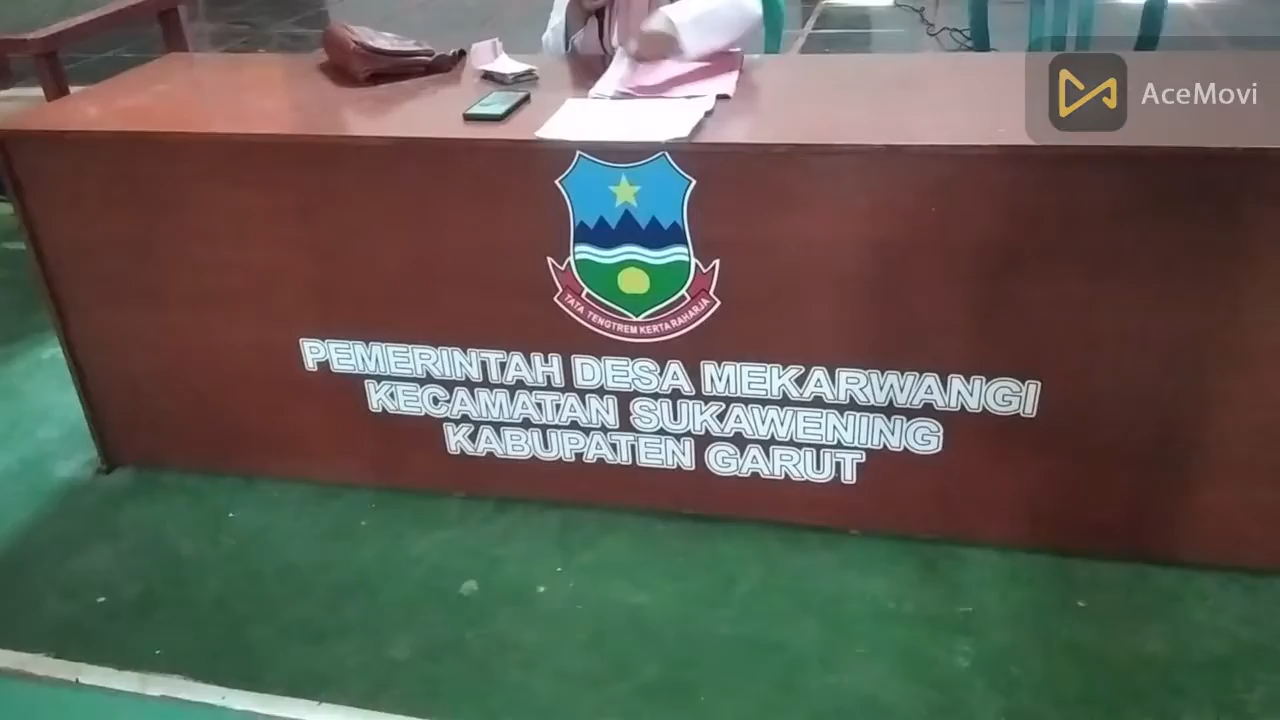 AceMovi
TATA TENGTREM KERTA RAHARJA
PEMERINTAH DESA MEKARWANGI
KECAMATAN SUKAWENING
KABUPATEN GARUT